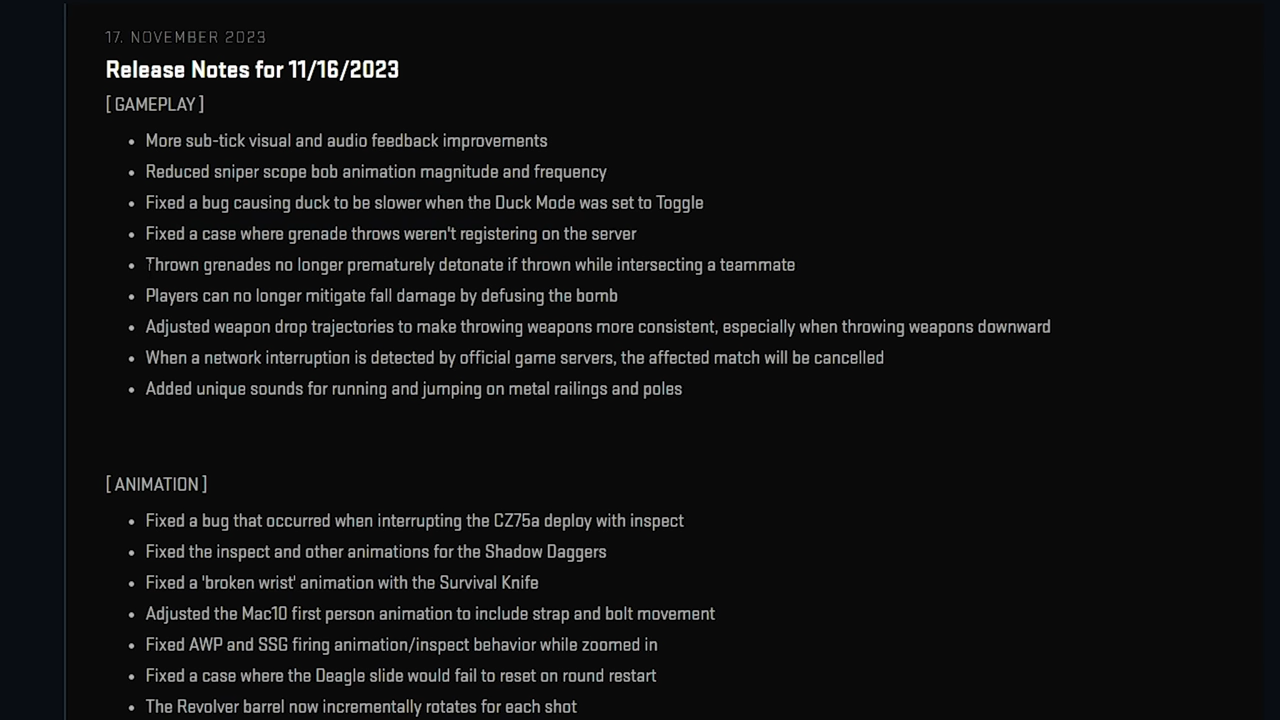 17. NOVEMBER 2023
Release Notes for 11/16/2023
[ GAMEPLAY ]
• More sub-tick visual and audio feedback improvements
• Reduced sniper scope bob animation magnitude and frequency
• Fixed a bug causing duck to be slower when the Duck Mode was set to Toggle
• Fixed a case where grenade throws weren't registering on the server
• Thrown grenades no longer prematurely detonate if thrown while intersecting a teammate
• Players can no longer mitigate fall damage by defusing the bomb
• Adjusted weapon drop trajectories to make throwing weapons more consistent, especially when throwing weapons downward
• When a network interruption is detected by official game servers, the affected match will be cancelled
• Added unique sounds for running and jumping on metal railings and poles
[ ANIMATION ]
• Fixed a bug that occurred when interrupting the CZ75a deploy with inspect
• Fixed the inspect and other animations for the Shadow Daggers
• Fixed a 'broken wrist' animation with the Survival Knife
• Adjusted the Mac10 first person animation to include strap and bolt movement
• Fixed AWP and SSG firing animation/inspect behavior while zoomed in
• Fixed a case where the Deagle slide would fail to reset on round restart
• The Revolver barrel now incrementally rotates for each shot